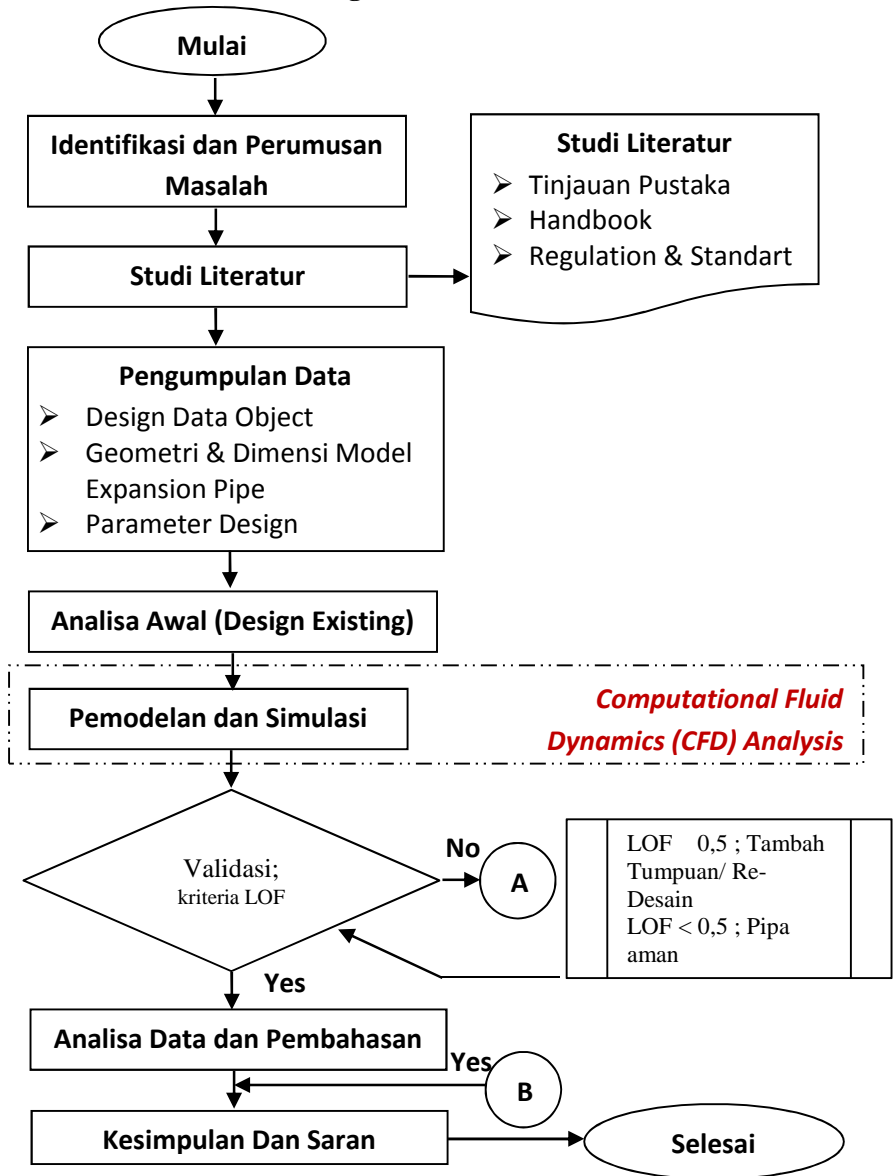 Mulai
Identifikasi dan Perumusan
Masalah
Studi Literatur
➢ Tinjauan Pustaka
➢ Handbook
➢ Regulation & Standart
Studi Literatur
Pengumpulan Data
➢ Design Data Object
➢ Geometri & Dimensi Model
Expansion Pipe
➢ Parameter Design
Analisa Awal (Design Existing)
Pemodelan dan Simulasi
Computational Fluid
Dynamics (CFD) Analysis
Validasi;
kriteria LOF
No
A
LOF 0,5 ; Tambah
Tumpuan/ Re-
Desain
LOF < 0,5 ; Pipa
aman
Yes
Analisa Data dan Pembahasan
Yes
B
Kesimpulan Dan Saran
Selesai